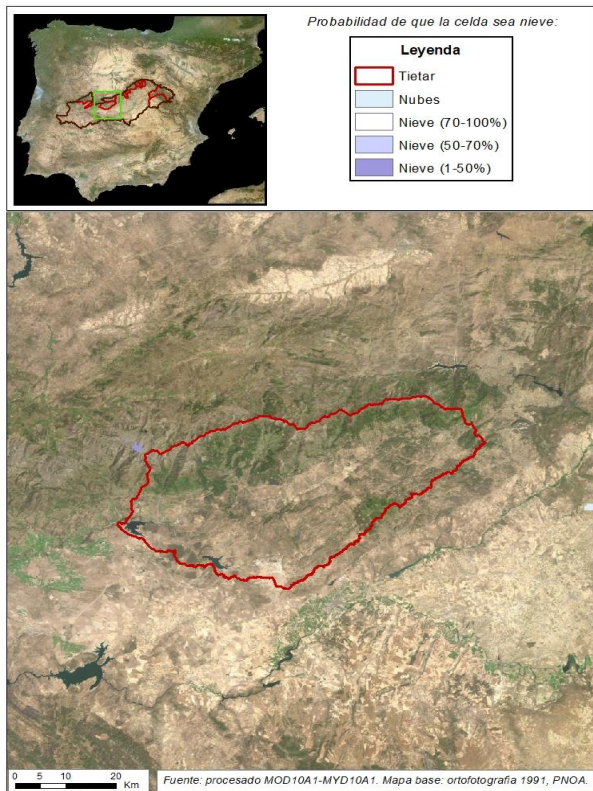 Probabilidad de que la celda sea nieve:
Leyenda
Tietar
Nubes
Nieve (70-100%)
Nieve (50-70%)
Nieve (1-50%)
0 5 10 20
Km
Fuente: procesado MOD10A1-MYD10A1. Mapa base: ortofotografia 1991, PNOA.